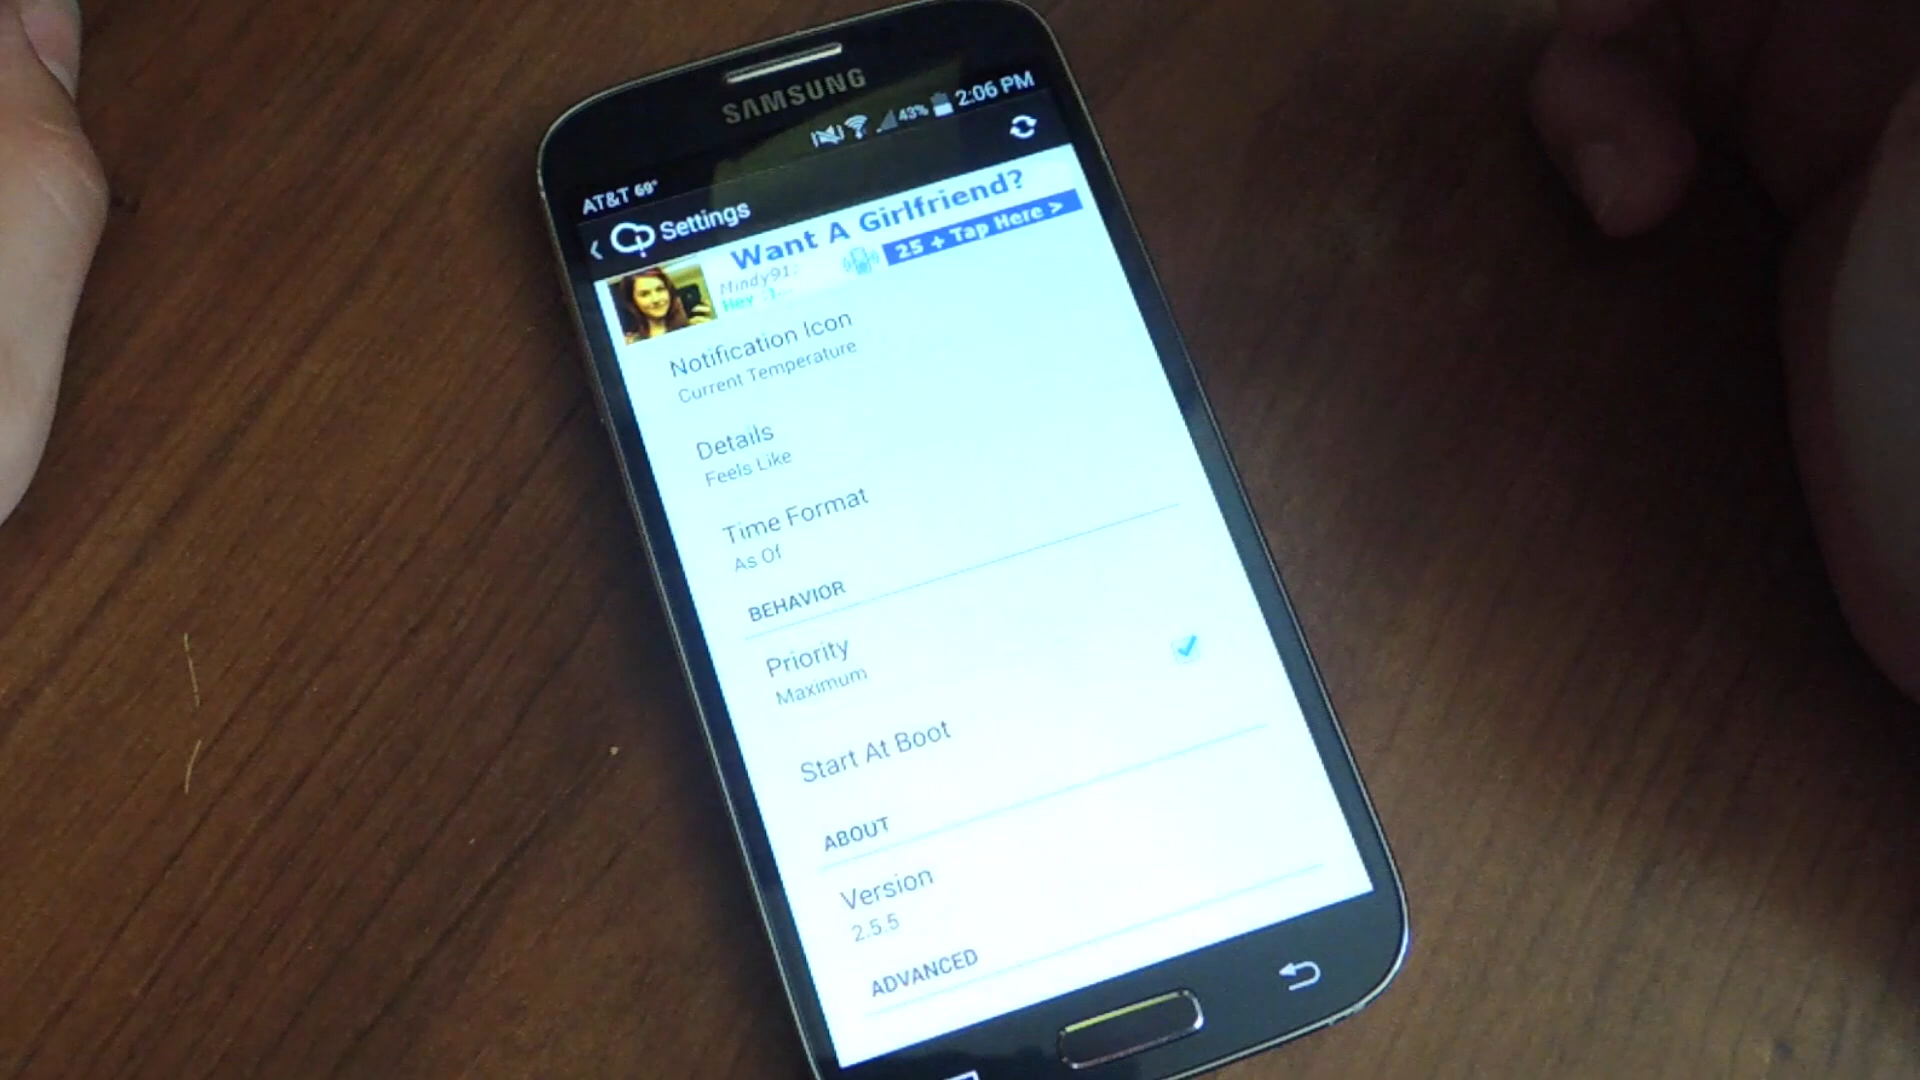 SAMSUNG
AT&T 69° 43% 2:06 PM
Settings
Want A Girlfriend?
25 + Tap Here >
Hey :)...
Notification Icon
Current Temperature
Details
Feels Like
Time Format
As Of
BEHAVIOR
Priority
Maximum
Start At Boot
ABOUT
Version
2.5.5
ADVANCED